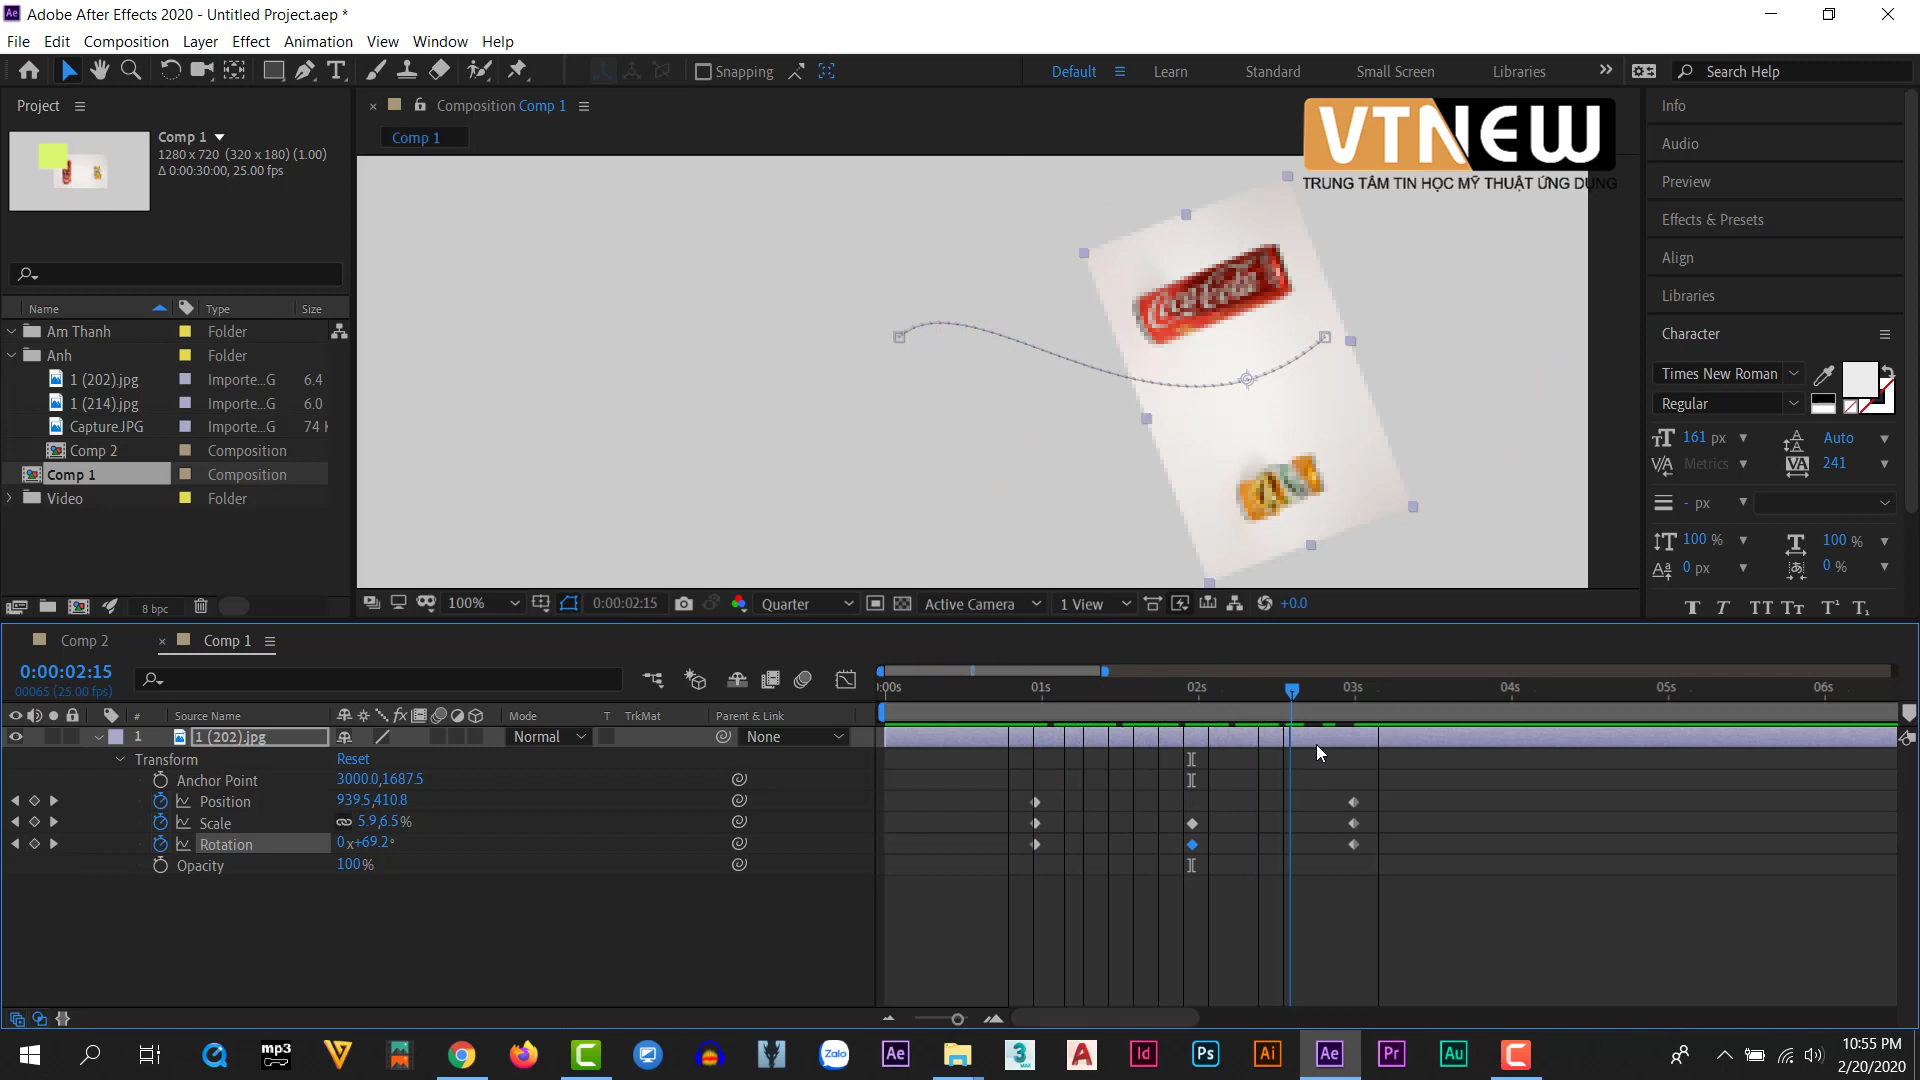 Adobe After Effects 2020 - Untitled Project.aep *
File Edit Composition Layer Effect Animation View Window Help
Snapping
Default Learn Standard Small Screen Libraries Search Help
Project
Comp 1
1280 x 720 (320 x 180) (1.00)
Δ 0:00:30:00, 25.00 fps
Name Type Size
Am Thanh Folder
Anh Folder
1 (202).jpg Importe...G 6.4
1 (214).jpg Importe...G 6.0
Capture.JPG Importe...G 74 K
Comp 2 Composition
Comp 1 Composition
Video Folder
8 bpc
Composition Comp 1
Comp 1
VTNEW
TRUNG TÂM TIN HỌC MỸ THUẬT ỨNG DỤNG
Coca-Cola
100% 0:00:02:15 Quarter Active Camera 1 View +0.0
Info
Audio
Preview
Effects & Presets
Align
Libraries
Character
Times New Roman
Regular
161 px Auto
Metrics 241
- px
100 % 100 %
0 px 0 %
T T TT Tt T¹ T₁
Comp 2 Comp 1
0:00:02:15
00065 (25.00 fps)
:00s 01s 02s 03s 04s 05s 06s
# Source Name Mode T TrkMat Parent & Link
1 1 (202).jpg Normal None
Transform Reset
Anchor Point 3000.0,1687.5
Position 939.5,410.8
Scale 5.9,6.5%
Rotation 0x+69.2°
Opacity 100%
mp3 Zalo Ae 3 MAX A Id Ps Ai Ae Pr Au C
10:55 PM
2/20/2020